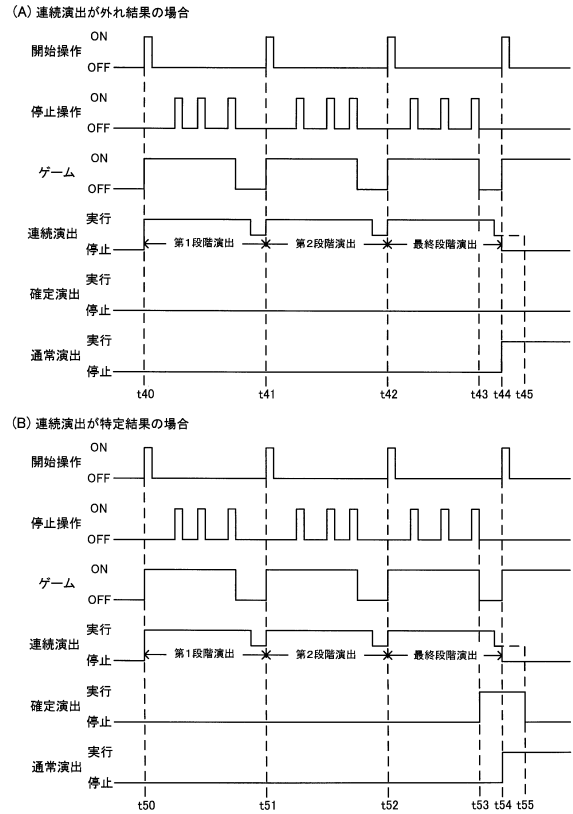 (A) 連続演出が外れ結果の場合
開始操作
ON
OFF
停止操作
ON
OFF
ゲーム
ON
OFF
連続演出
実行
停止
第1段階演出
第2段階演出
最終段階演出
確定演出
実行
停止
通常演出
実行
停止
t40
t41
t42
t43
t44
t45
(B) 連続演出が特定結果の場合
開始操作
ON
OFF
停止操作
ON
OFF
ゲーム
ON
OFF
連続演出
実行
停止
第1段階演出
第2段階演出
最終段階演出
確定演出
実行
停止
通常演出
実行
停止
t50
t51
t52
t53
t54
t55